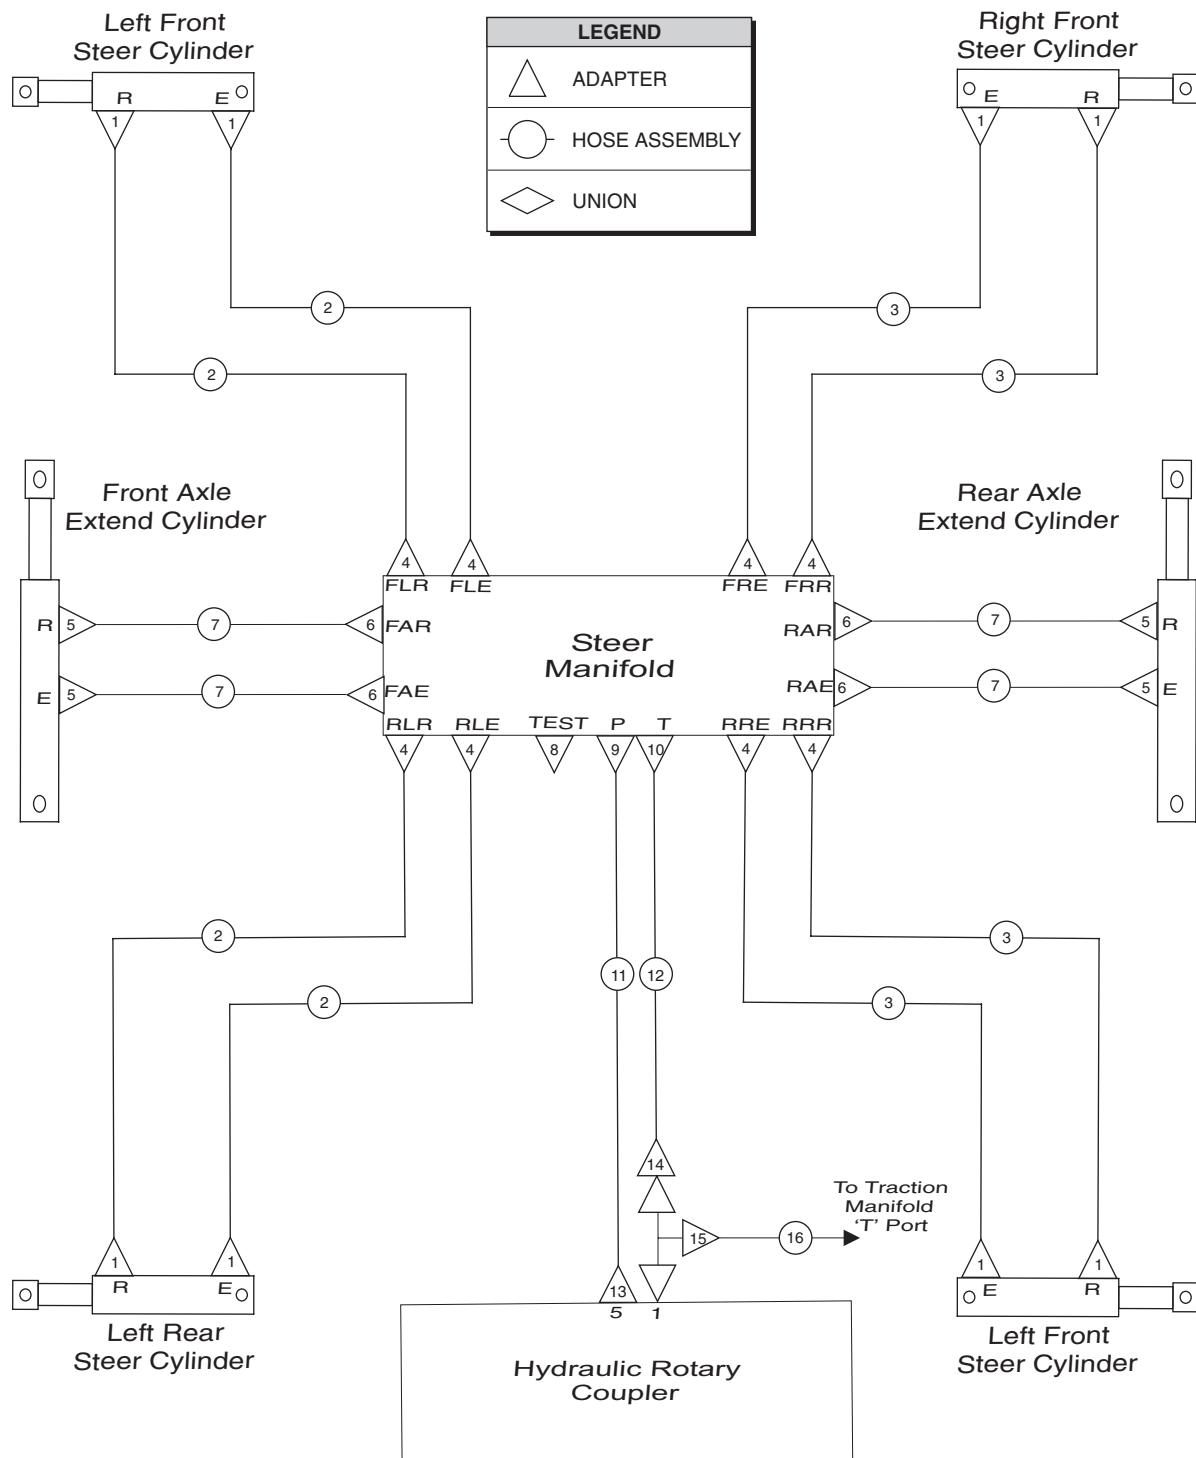 Left Front
Steer Cylinder
R E
1 1
LEGEND
ADAPTER
HOSE ASSEMBLY
UNION
Right Front
Steer Cylinder
E R
1 1
2
2
3
3
Front Axle
Extend Cylinder
Rear Axle
Extend Cylinder
4 4 4 4
FLR FLE FRE FRR
R 5 7 6 FAR
E 5 7 6 FAE
Steer
Manifold
RAR 6 7 5 R
RAE 6 7 5 E
RLR RLE TEST P T RRE RRR
4 4 8 9 10 4 4
2
2
11 12
3
3
14
15 16
To Traction
Manifold
'T' Port
1 1
R E
Left Rear
Steer Cylinder
13
5 1
Hydraulic Rotary
Coupler
1 1
E R
Left Front
Steer Cylinder